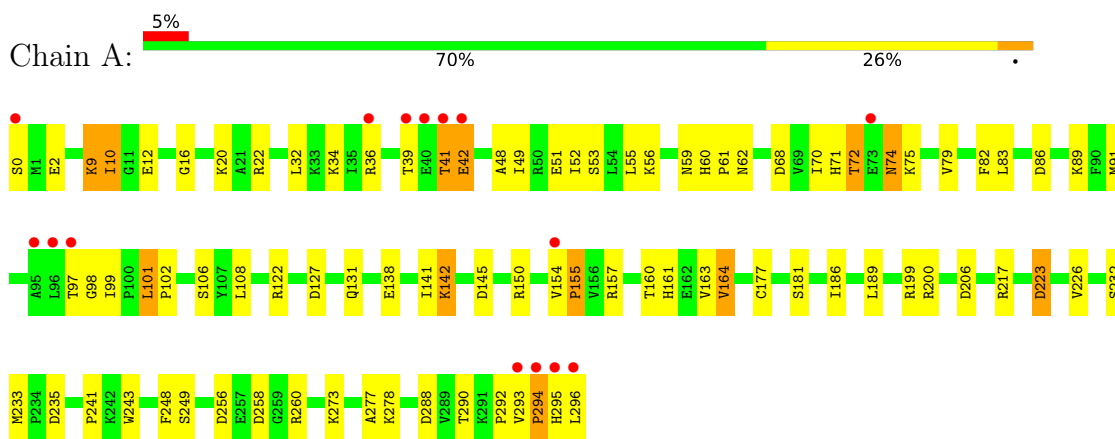 5%
Chain A:
70% 26% •
S0 M1 E2 K9 I10 G11 E12 G16 K20 A21 R22 L32 K33 K34 I35 R36 T39 E40 T41 E42 A48 I49 R50 E51 I52 S53 L54 L55 K56 N59 H60 P61 N62 D68 V69 I70 H71 T72 E73 N74 K75 V79 F82 L83 D86 K89 F90 M91
A95 L96 T97 G98 I99 P100 L101 P102 S106 Y107 L108 R122 D127 Q131 E138 I141 K142 D145 R150 V154 P155 V156 R157 T160 H161 E162 V163 V164 C177 S181 I186 L189 R199 R200 D206 R217 D223 V226 S232
M233 P234 D235 P241 K242 W243 F248 S249 D256 E257 D258 G259 R260 K273 A277 K278 D288 V289 T290 K291 P292 V293 P294 H295 L296